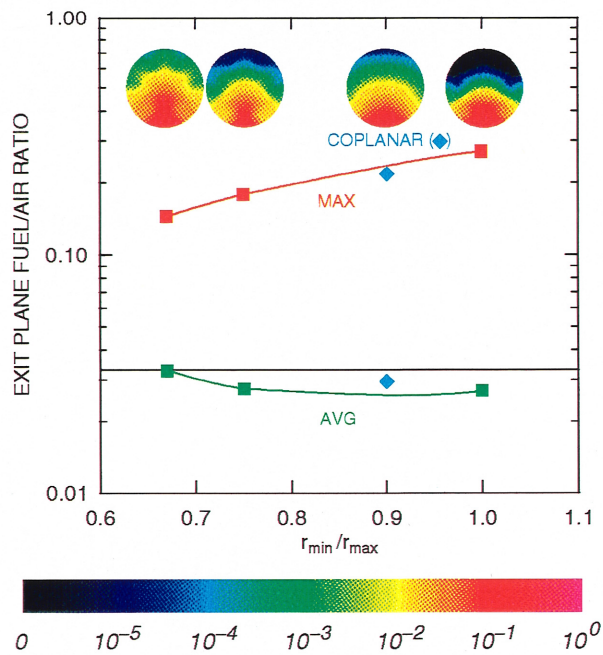 EXIT PLANE FUEL/AIR RATIO
1.00
0.10
0.01
COPLANAR (◆)
MAX
AVG
0.6 0.7 0.8 0.9 1.0 1.1
r_min/r_max
0 10⁻⁵ 10⁻⁴ 10⁻³ 10⁻² 10⁻¹ 10⁰